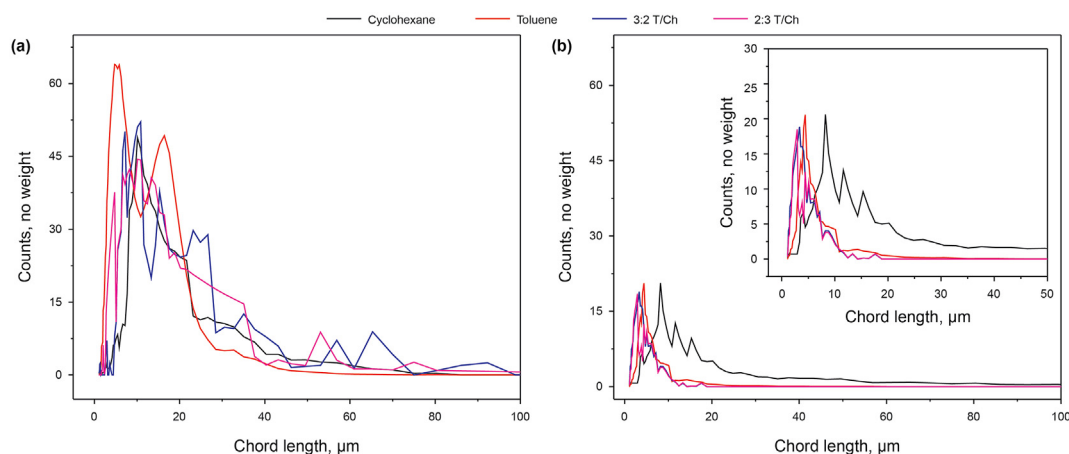 Cyclohexane Toluene 3:2 T/Ch 2:3 T/Ch
(a)
60
45
30
15
0
Counts, no weight
0 20 40 60 80 100
Chord length, µm
(b)
60
45
30
15
0
Counts, no weight
0 20 40 60 80 100
Chord length, µm
30
25
20
15
10
5
0
Counts, no weight
0 10 20 30 40 50
Chord length, µm